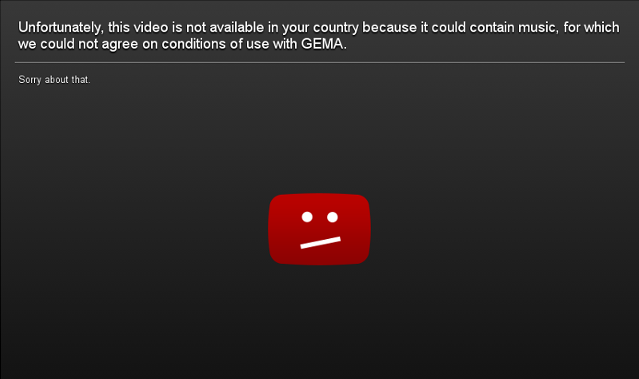 Unfortunately, this video is not available in your country because it could contain music, for which
we could not agree on conditions of use with GEMA.
Sorry about that.